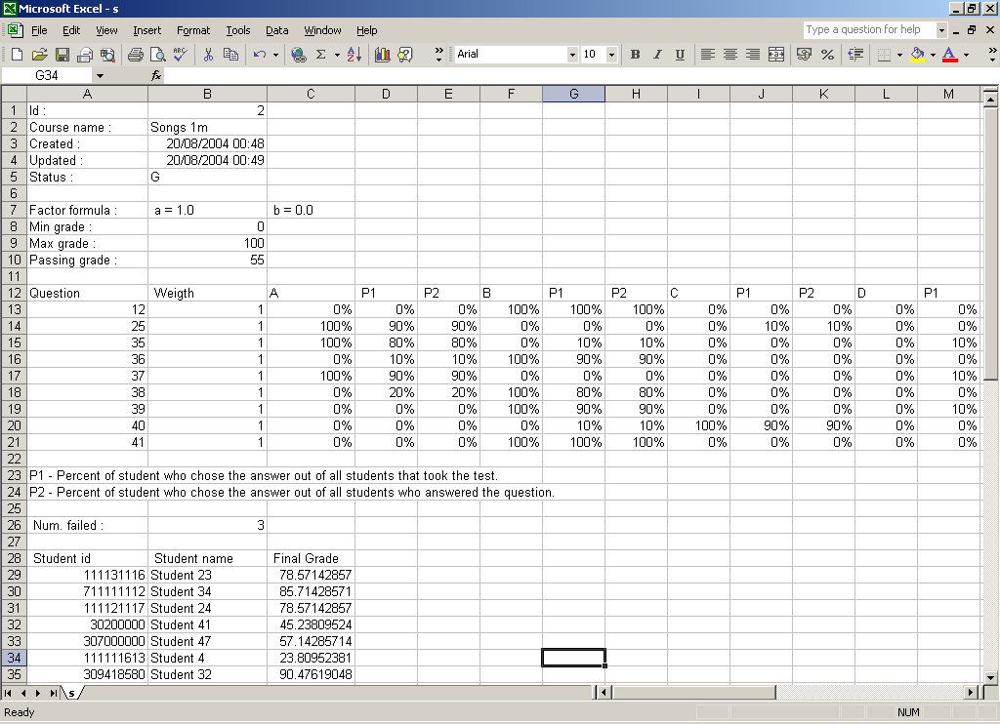 Microsoft Excel - s
File Edit View Insert Format Tools Data Window Help Type a question for help
Arial 10 B I U %
G34 fx
A B C D E F G H I J K L M
1 Id : 2
2 Course name : Songs 1m
3 Created : 20/08/2004 00:48
4 Updated : 20/08/2004 00:49
5 Status : G
6
7 Factor formula : a = 1.0 b = 0.0
8 Min grade : 0
9 Max grade : 100
10 Passing grade : 55
11
12 Question Weigth A P1 P2 B P1 P2 C P1 P2 D P1
13 12 1 0% 0% 0% 100% 100% 100% 0% 0% 0% 0% 0%
14 25 1 100% 90% 90% 0% 0% 0% 0% 10% 10% 0% 0%
15 35 1 100% 80% 80% 0% 10% 10% 0% 0% 0% 0% 10%
16 36 1 0% 10% 10% 100% 90% 90% 0% 0% 0% 0% 0%
17 37 1 100% 90% 90% 0% 0% 0% 0% 0% 0% 0% 10%
18 38 1 0% 20% 20% 100% 80% 80% 0% 0% 0% 0% 0%
19 39 1 0% 0% 0% 100% 90% 90% 0% 0% 0% 0% 10%
20 40 1 0% 0% 0% 0% 10% 10% 100% 90% 90% 0% 0%
21 41 1 0% 0% 0% 100% 100% 100% 0% 0% 0% 0% 0%
22
23 P1 - Percent of student who chose the answer out of all students that took the test.
24 P2 - Percent of student who chose the answer out of all students who answered the question.
25
26 Num. failed : 3
27
28 Student id Student name Final Grade
29 111131116 Student 23 78.57142857
30 711111112 Student 34 85.71428571
31 111121117 Student 24 78.57142857
32 30200000 Student 41 45.23809524
33 307000000 Student 47 57.14285714
34 111111613 Student 4 23.80952381
35 309418580 Student 32 90.47619048
s
Ready NUM